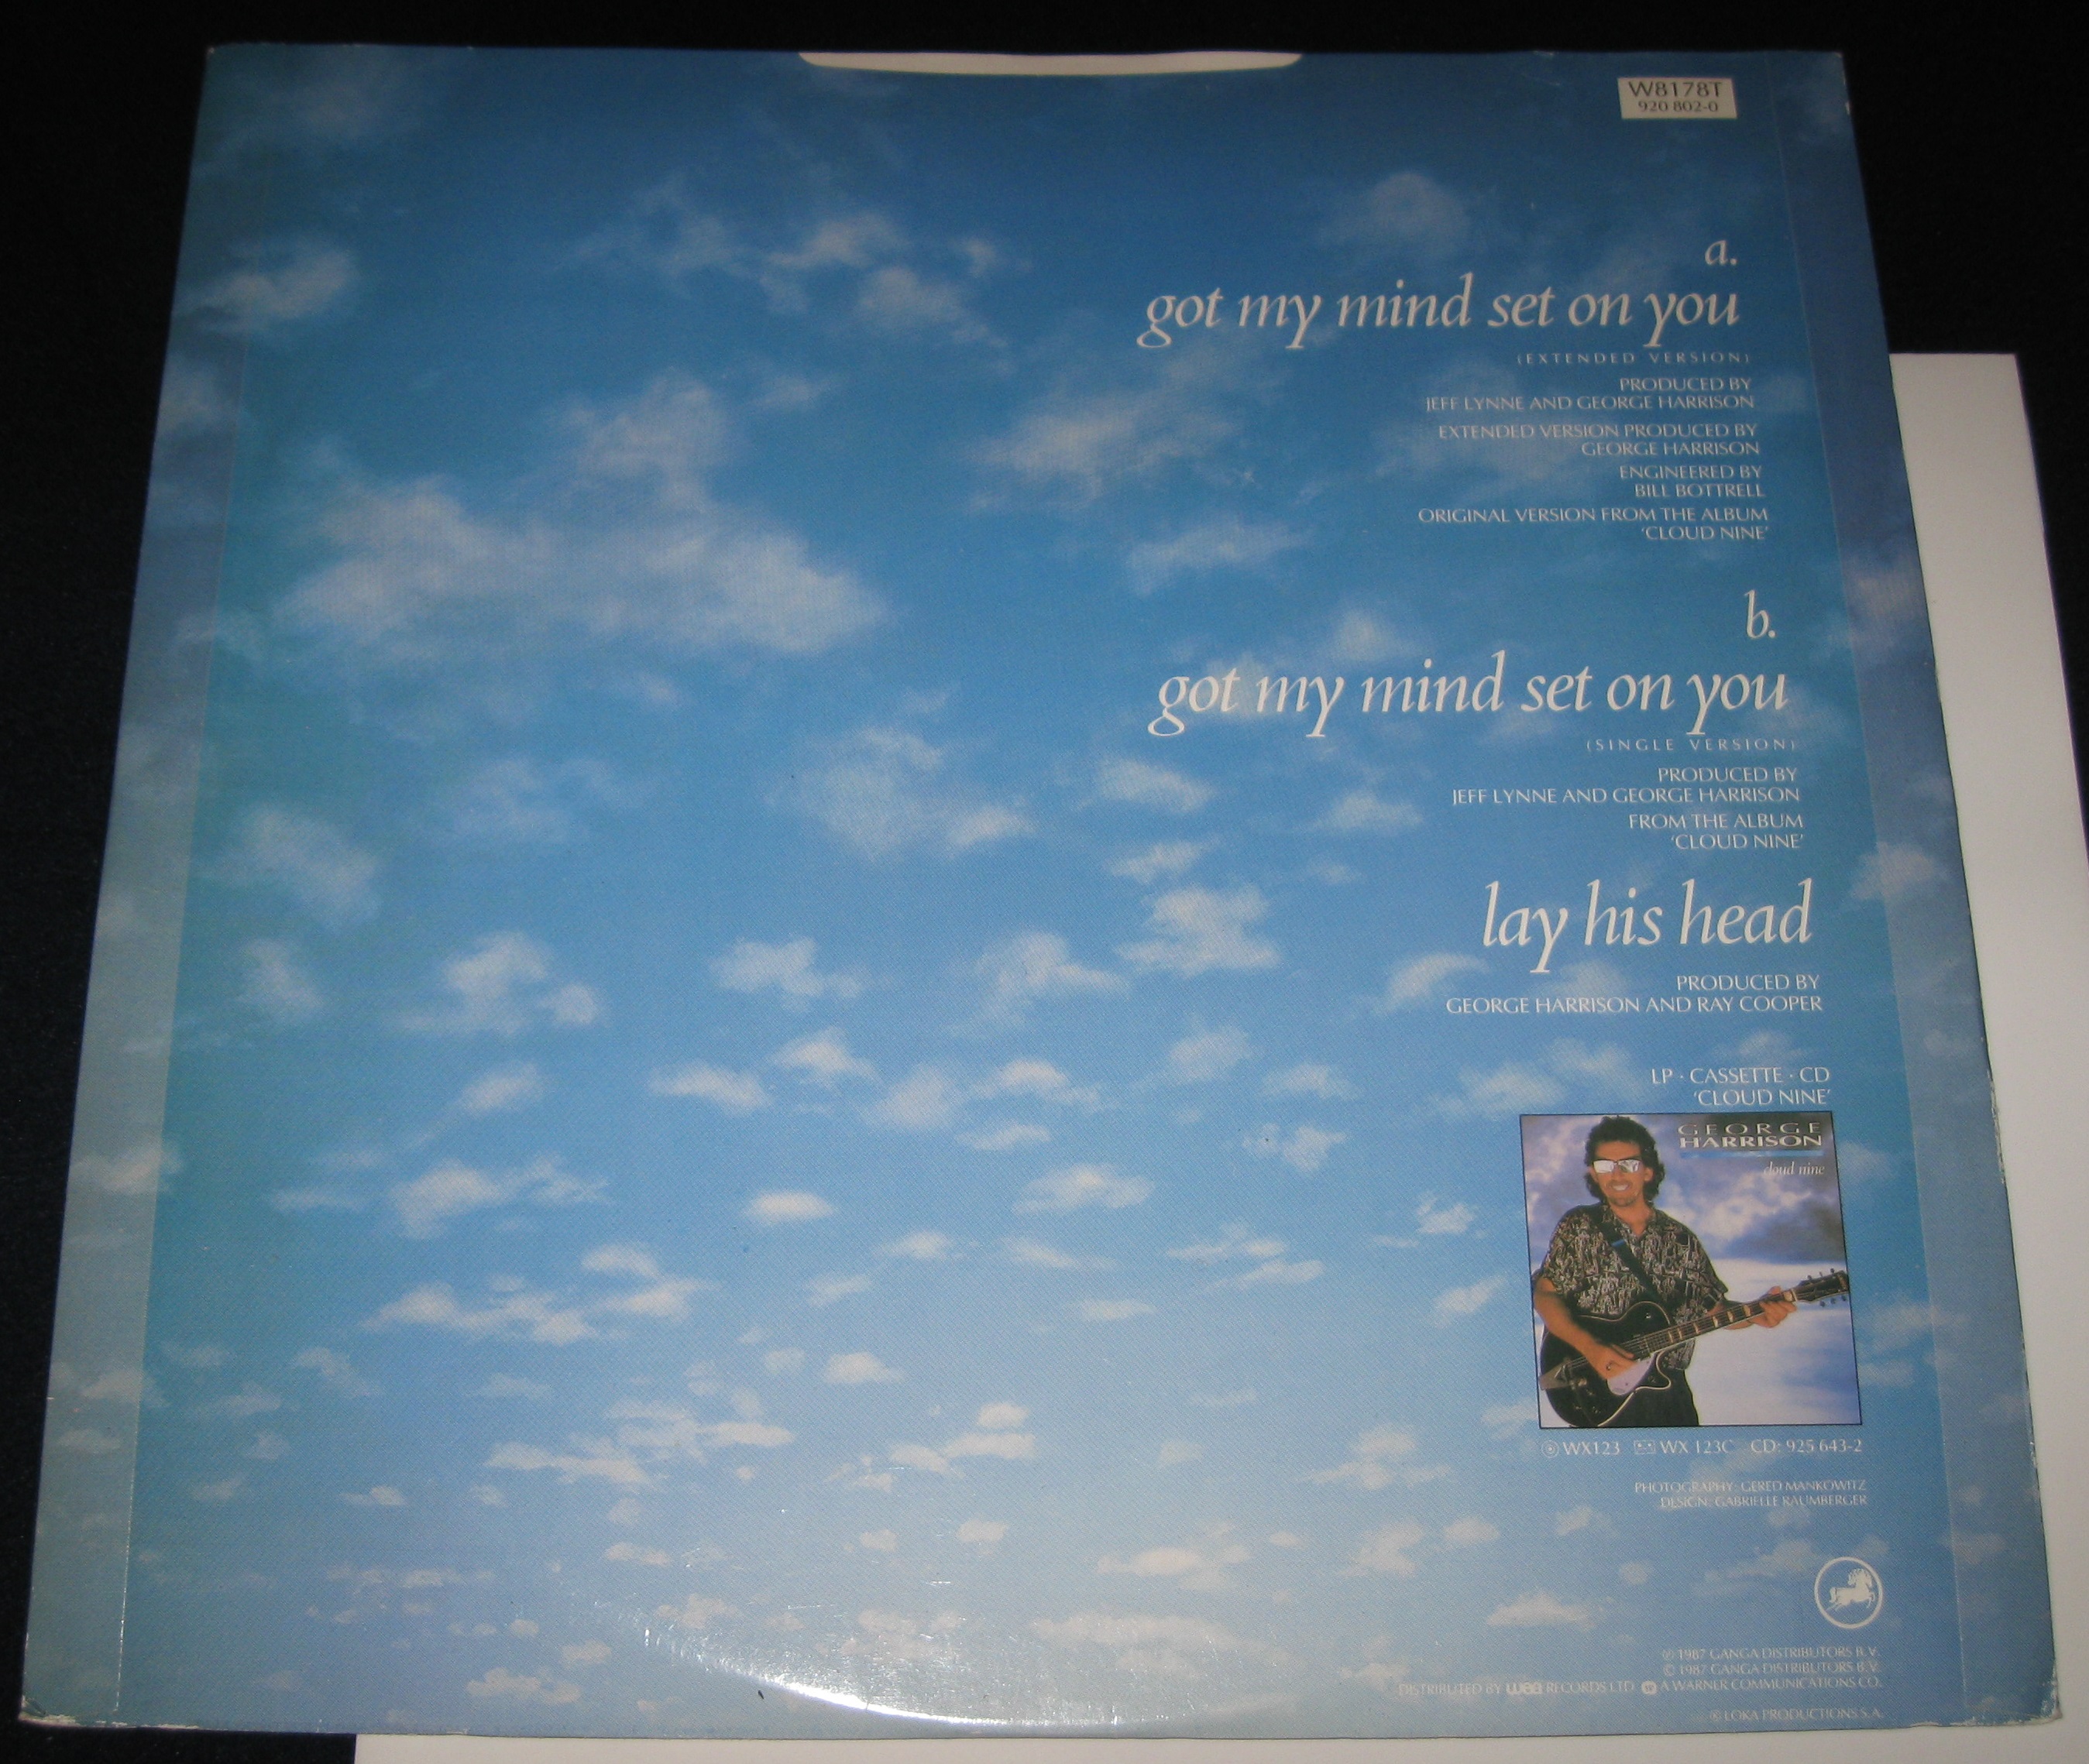 W8178T
920 802-0
a.
got my mind set on you
(EXTENDED VERSION)
PRODUCED BY
JEFF LYNNE AND GEORGE HARRISON
EXTENDED VERSION PRODUCED BY
GEORGE HARRISON
ENGINEERED BY
BILL BOTTRELL
ORIGINAL VERSION FROM THE ALBUM
'CLOUD NINE'
b.
got my mind set on you
(SINGLE VERSION)
PRODUCED BY
JEFF LYNNE AND GEORGE HARRISON
FROM THE ALBUM
'CLOUD NINE'
lay his head
PRODUCED BY
GEORGE HARRISON AND RAY COOPER
LP · CASSETTE · CD
'CLOUD NINE'
GEORGE
HARRISON
cloud nine
WX123 WX 123C CD: 925 643-2
PHOTOGRAPHY: GERED MANKOWITZ
DESIGN: GABRIELLE RAUMBERGER
℗ 1987 GANGA DISTRIBUTORS B.V.
© 1987 GANGA DISTRIBUTORS B.V.
DISTRIBUTED BY wea RECORDS LTD. A WARNER COMMUNICATIONS CO.
© LOKA PRODUCTIONS S.A.